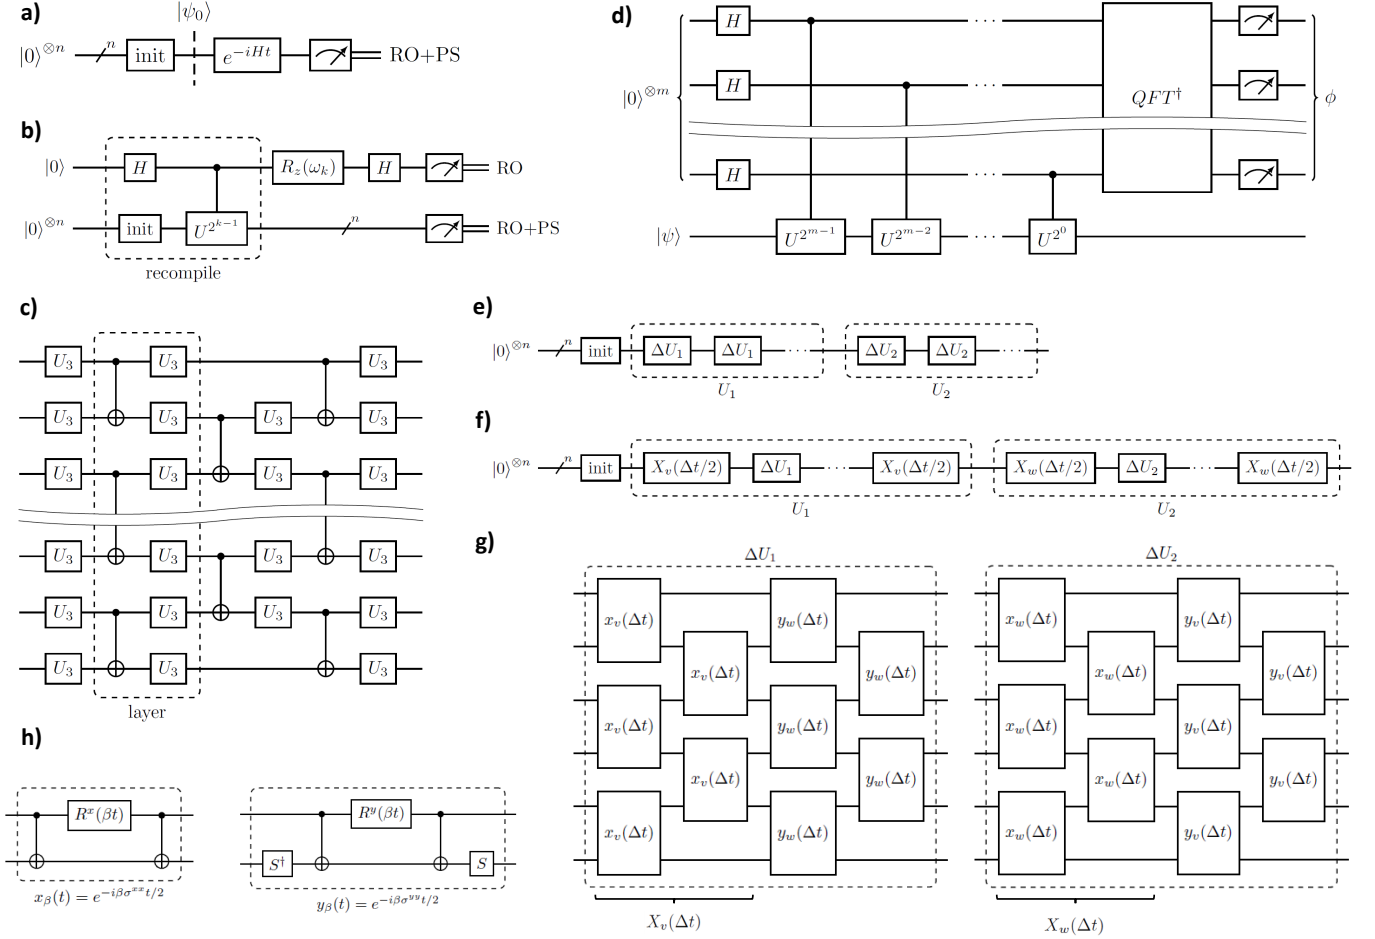 a)
|ψ₀⟩
|0⟩^{⊗n} n init e^{-iHt} RO+PS
b)
|0⟩ H R_z(ω_k) H RO
|0⟩^{⊗n} init U^{2^{k-1}} n RO+PS
recompile
c)
U₃ U₃ U₃
U₃ U₃ U₃ U₃
U₃ U₃ U₃ U₃
U₃ U₃ U₃ U₃
U₃ U₃ U₃ U₃
U₃ U₃ U₃
layer
d)
H ···
H ···
|0⟩^{⊗m} QFT^† ϕ
H ···
|ψ⟩ U^{2^{m-1}} U^{2^{m-2}} ··· U^{2^0}
e)
|0⟩^{⊗n} n init ΔU₁ ΔU₁ ··· ΔU₂ ΔU₂ ···
U₁ U₂
f)
|0⟩^{⊗n} n init X_v(Δt/2) ΔU₁ ··· X_v(Δt/2) X_w(Δt/2) ΔU₂ ··· X_w(Δt/2)
U₁ U₂
g)
ΔU₁ ΔU₂
x_v(Δt) y_w(Δt) x_w(Δt) y_v(Δt)
x_v(Δt) y_w(Δt) x_w(Δt) y_v(Δt)
x_v(Δt) y_w(Δt) x_w(Δt) y_v(Δt)
x_v(Δt) y_w(Δt) x_w(Δt) y_v(Δt)
x_v(Δt) y_w(Δt) x_w(Δt) y_v(Δt)
X_v(Δt) X_w(Δt)
h)
R^x(βt) R^y(βt)
S^† S
x_β(t) = e^{-iβσ^{xx}t/2} y_β(t) = e^{-iβσ^{yy}t/2}